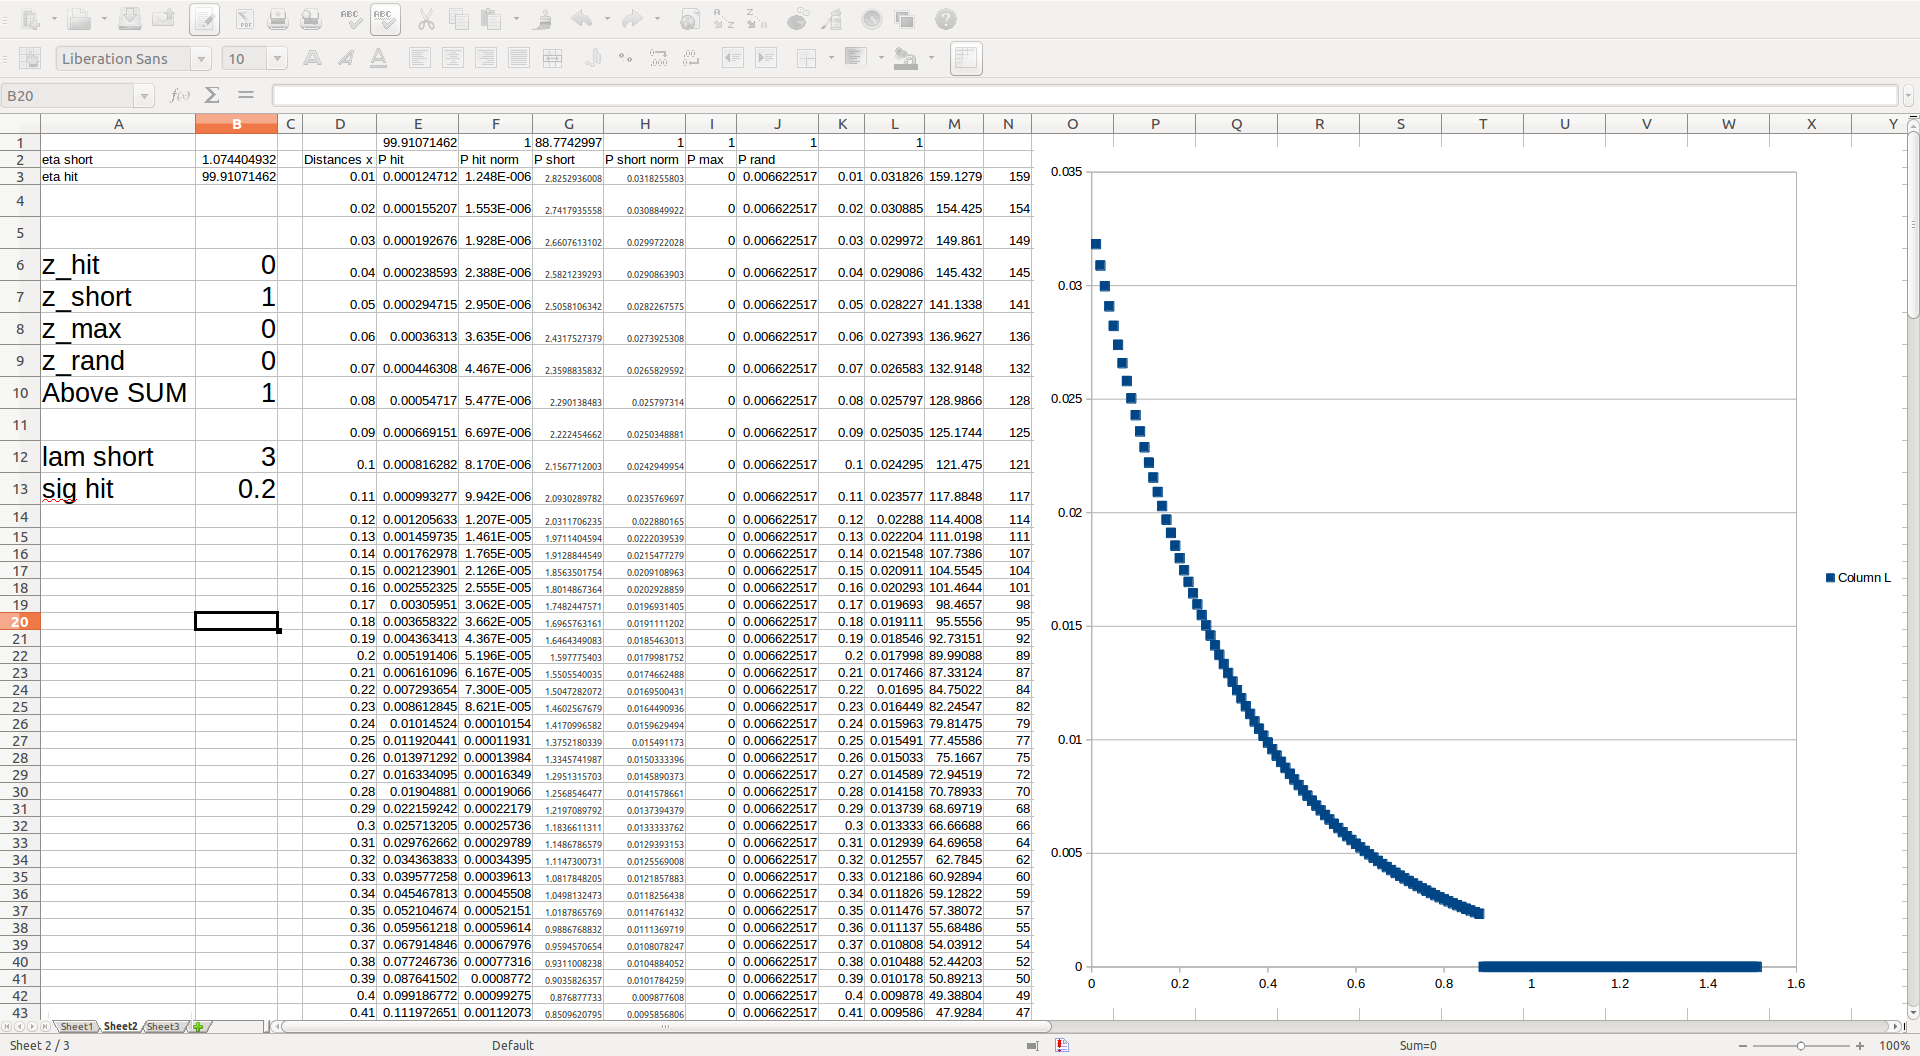 ABC ABC
Liberation Sans 10
B20 f(x) Σ =
A B C D E F G H I J K L M N O P Q R S T U V W X Y
1 99.91071462 1 88.7742997 1 1 1 1
2 eta short 1.074404932 Distances x P hit P hit norm P short P short norm P max P rand
3 eta hit 99.91071462 0.01 0.000124712 1.248E-006 2.8252936008 0.0318255803 0 0.006622517 0.01 0.031826 159.1279 159
4 0.02 0.000155207 1.553E-006 2.7417935558 0.0308849922 0 0.006622517 0.02 0.030885 154.425 154
5 0.03 0.000192676 1.928E-006 2.6607613102 0.0299722028 0 0.006622517 0.03 0.029972 149.861 149
6 z_hit 0 0.04 0.000238593 2.388E-006 2.5821239293 0.0290863903 0 0.006622517 0.04 0.029086 145.432 145
7 z_short 1 0.05 0.000294715 2.950E-006 2.5058106342 0.0282267575 0 0.006622517 0.05 0.028227 141.1338 141
8 z_max 0 0.06 0.00036313 3.635E-006 2.4317527379 0.0273925308 0 0.006622517 0.06 0.027393 136.9627 136
9 z_rand 0 0.07 0.000446308 4.467E-006 2.3598835832 0.0265829592 0 0.006622517 0.07 0.026583 132.9148 132
10 Above SUM 1 0.08 0.00054717 5.477E-006 2.290138483 0.025797314 0 0.006622517 0.08 0.025797 128.9866 128
11 0.09 0.000669151 6.697E-006 2.222454662 0.0250348881 0 0.006622517 0.09 0.025035 125.1744 125
12 lam short 3 0.1 0.000816282 8.170E-006 2.1567712003 0.0242949954 0 0.006622517 0.1 0.024295 121.475 121
13 sig hit 0.2 0.11 0.000993277 9.942E-006 2.0930289782 0.0235769697 0 0.006622517 0.11 0.023577 117.8848 117
14 0.12 0.001205633 1.207E-005 2.0311706235 0.022880165 0 0.006622517 0.12 0.02288 114.4008 114
15 0.13 0.001459735 1.461E-005 1.9711404594 0.0222039539 0 0.006622517 0.13 0.022204 111.0198 111
16 0.14 0.001762978 1.765E-005 1.9128844549 0.0215477279 0 0.006622517 0.14 0.021548 107.7386 107
17 0.15 0.002123901 2.126E-005 1.8563501754 0.0209108963 0 0.006622517 0.15 0.020911 104.5545 104
18 0.16 0.002552325 2.555E-005 1.8014867364 0.0202928859 0 0.006622517 0.16 0.020293 101.4644 101
19 0.17 0.00305951 3.062E-005 1.7482447571 0.0196931405 0 0.006622517 0.17 0.019693 98.4657 98
20 0.18 0.003658322 3.662E-005 1.6965763161 0.0191111202 0 0.006622517 0.18 0.019111 95.5556 95
21 0.19 0.004363413 4.367E-005 1.6464349083 0.0185463013 0 0.006622517 0.19 0.018546 92.73151 92
22 0.2 0.005191406 5.196E-005 1.597775403 0.0179981752 0 0.006622517 0.2 0.017998 89.99088 89
23 0.21 0.006161096 6.167E-005 1.5505540035 0.0174662488 0 0.006622517 0.21 0.017466 87.33124 87
24 0.22 0.007293654 7.300E-005 1.5047282072 0.0169500431 0 0.006622517 0.22 0.01695 84.75022 84
25 0.23 0.008612845 8.621E-005 1.4602567679 0.0164490936 0 0.006622517 0.23 0.016449 82.24547 82
26 0.24 0.01014524 0.00010154 1.4170996582 0.0159629494 0 0.006622517 0.24 0.015963 79.81475 79
27 0.25 0.011920441 0.00011931 1.3752180339 0.015491173 0 0.006622517 0.25 0.015491 77.45586 77
28 0.26 0.013971292 0.00013984 1.3345741987 0.0150333396 0 0.006622517 0.26 0.015033 75.1667 75
29 0.27 0.016334095 0.00016349 1.2951315703 0.0145890373 0 0.006622517 0.27 0.014589 72.94519 72
30 0.28 0.01904881 0.00019066 1.2568546477 0.0141578661 0 0.006622517 0.28 0.014158 70.78933 70
31 0.29 0.022159242 0.00022179 1.2197089792 0.0137394379 0 0.006622517 0.29 0.013739 68.69719 68
32 0.3 0.025713205 0.00025736 1.1836611311 0.0133333762 0 0.006622517 0.3 0.013333 66.66688 66
33 0.31 0.029762662 0.00029789 1.1486786579 0.0129393153 0 0.006622517 0.31 0.012939 64.69658 64
34 0.32 0.034363833 0.00034395 1.1147300731 0.0125569008 0 0.006622517 0.32 0.012557 62.7845 62
35 0.33 0.039577258 0.00039613 1.0817848205 0.0121857883 0 0.006622517 0.33 0.012186 60.92894 60
36 0.34 0.045467813 0.00045508 1.0498132473 0.0118256438 0 0.006622517 0.34 0.011826 59.12822 59
37 0.35 0.052104674 0.00052151 1.0187865769 0.0114761432 0 0.006622517 0.35 0.011476 57.38072 57
38 0.36 0.059561218 0.00059614 0.9886768832 0.0111369719 0 0.006622517 0.36 0.011137 55.68486 55
39 0.37 0.067914846 0.00067976 0.9594570654 0.0108078247 0 0.006622517 0.37 0.010808 54.03912 54
40 0.38 0.077246736 0.00077316 0.9311008238 0.0104884052 0 0.006622517 0.38 0.010488 52.44203 52
41 0.39 0.087641502 0.0008772 0.9035826357 0.0101784259 0 0.006622517 0.39 0.010178 50.89213 50
42 0.4 0.099186772 0.00099275 0.876877733 0.009877608 0 0.006622517 0.4 0.009878 49.38804 49
43 0.41 0.111972651 0.00112073 0.8509620795 0.0095856806 0 0.006622517 0.41 0.009586 47.9284 47
0.035
0.03
0.025
0.02
0.015
0.01
0.005
0
0 0.2 0.4 0.6 0.8 1 1.2 1.4 1.6
Column L
Sheet1 Sheet2 Sheet3
Sheet 2 / 3 Default Sum=0 100%